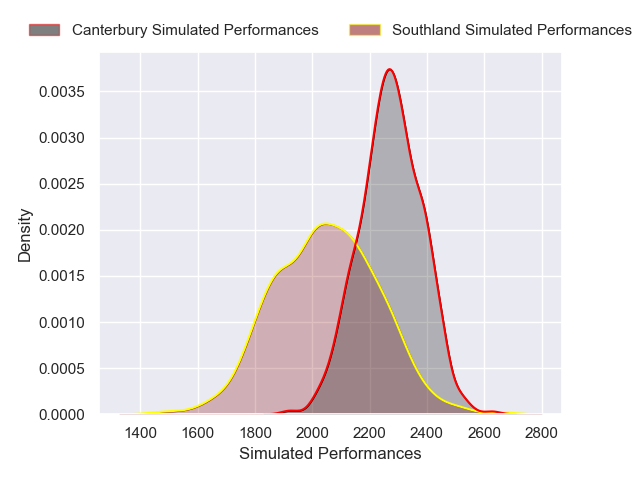 Canterbury Simulated Performances Southland Simulated Performances
0.0035
0.0030
0.0025
0.0020
0.0015
0.0010
0.0005
0.0000
Density
1400 1600 1800 2000 2200 2400 2600 2800
Simulated Performances